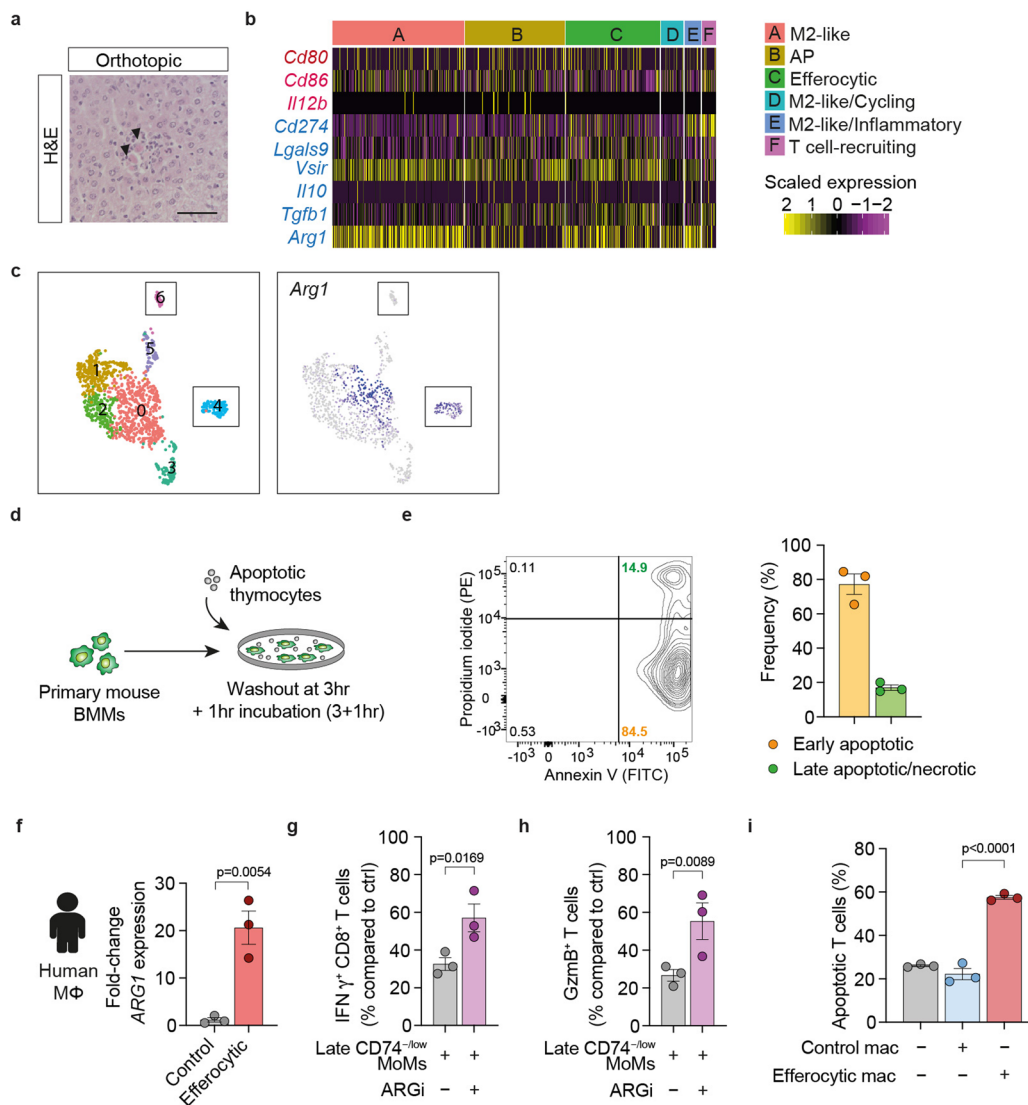 a
Orthotopic
H&E
b
A B C D E F
Cd80
Cd86
Il12b
Cd274
Lgals9
Vsir
Il10
Tgfb1
Arg1
A M2-like
B AP
C Efferocytic
D M2-like/Cycling
E M2-like/Inflammatory
F T cell-recruiting
Scaled expression
2 1 0 −1−2
c
6
5
1
2
0
4
3
Arg1
d
Apoptotic
thymocytes
Primary mouse
BMMs
Washout at 3hr
+ 1hr incubation (3+1hr)
e
Propidium iodide (PE)
10⁵
10⁴
10³
0
-10³
0.11
14.9
0.53
84.5
-10³ 0 10³ 10⁴ 10⁵
Annexin V (FITC)
Frequency (%)
100
80
60
40
20
0
Early apoptotic
Late apoptotic/necrotic
f
Human
MΦ
Fold-change
ARG1 expression
p=0.0054
30
20
10
0
Control
Efferocytic
g
IFN γ⁺ CD8⁺ T cells
(% compared to ctrl)
100
80
60
40
20
0
p=0.0169
Late CD74⁻/ˡᵒʷ
MoMs
+ +
ARGi
− +
h
GzmB⁺ T cells
(% compared to ctrl)
100
80
60
40
20
0
p=0.0089
Late CD74⁻/ˡᵒʷ
MoMs
+ +
ARGi
− +
i
Apoptotic T cells (%)
80
60
40
20
0
p<0.0001
Control mac − + −
Efferocytic mac − − +